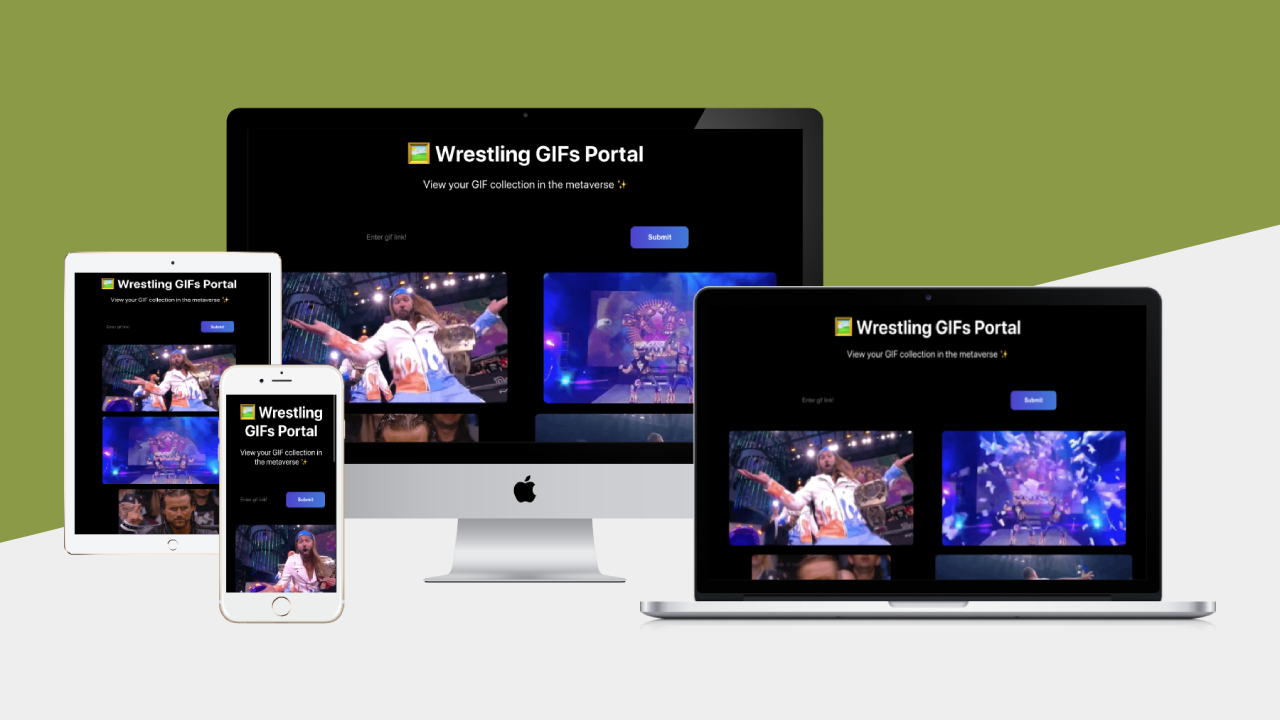 🖼️ Wrestling GIFs Portal
View your GIF collection in the metaverse ✨
Enter gif link!
Submit
🖼️ Wrestling GIFs Portal
View your GIF collection in the metaverse ✨
Enter gif link!
Submit
🖼️ Wrestling GIFs Portal
View your GIF collection in the metaverse ✨
Enter gif link!
Submit
🖼️ Wrestling
GIFs Portal
View your GIF collection in
the metaverse ✨
Enter gif link!
Submit